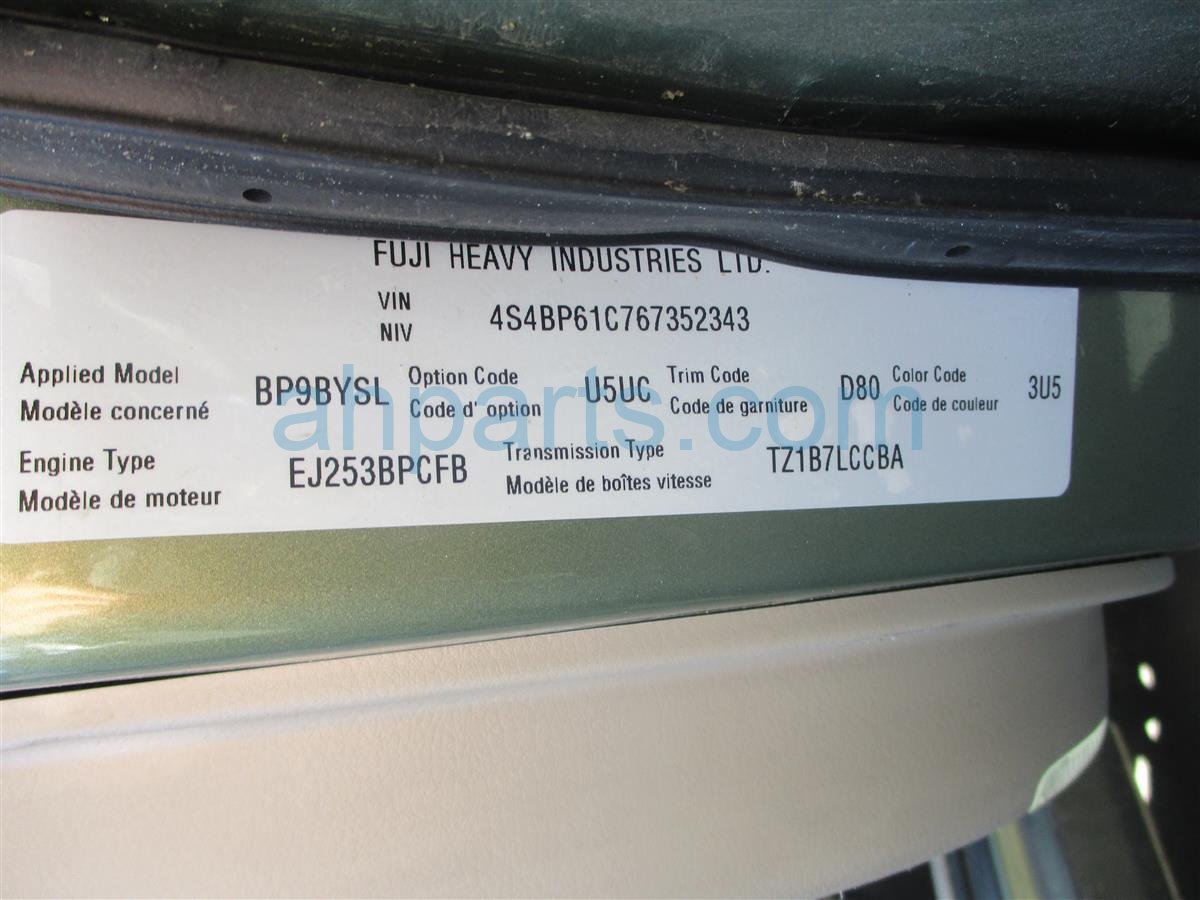 FUJI HEAVY INDUSTRIES LTD.
VIN
NIV
4S4BP61C767352343
Applied Model
Modèle concerné
BP9BYSL
Option Code
Code d' option
U5UC
Trim Code
Code de garniture
D80
Color Code
Code de couleur
3U5
Engine Type
Modèle de moteur
EJ253BPCFB
Transmission Type
Modèle de boîtes vitesse
TZ1B7LCCBA
ahparts.com